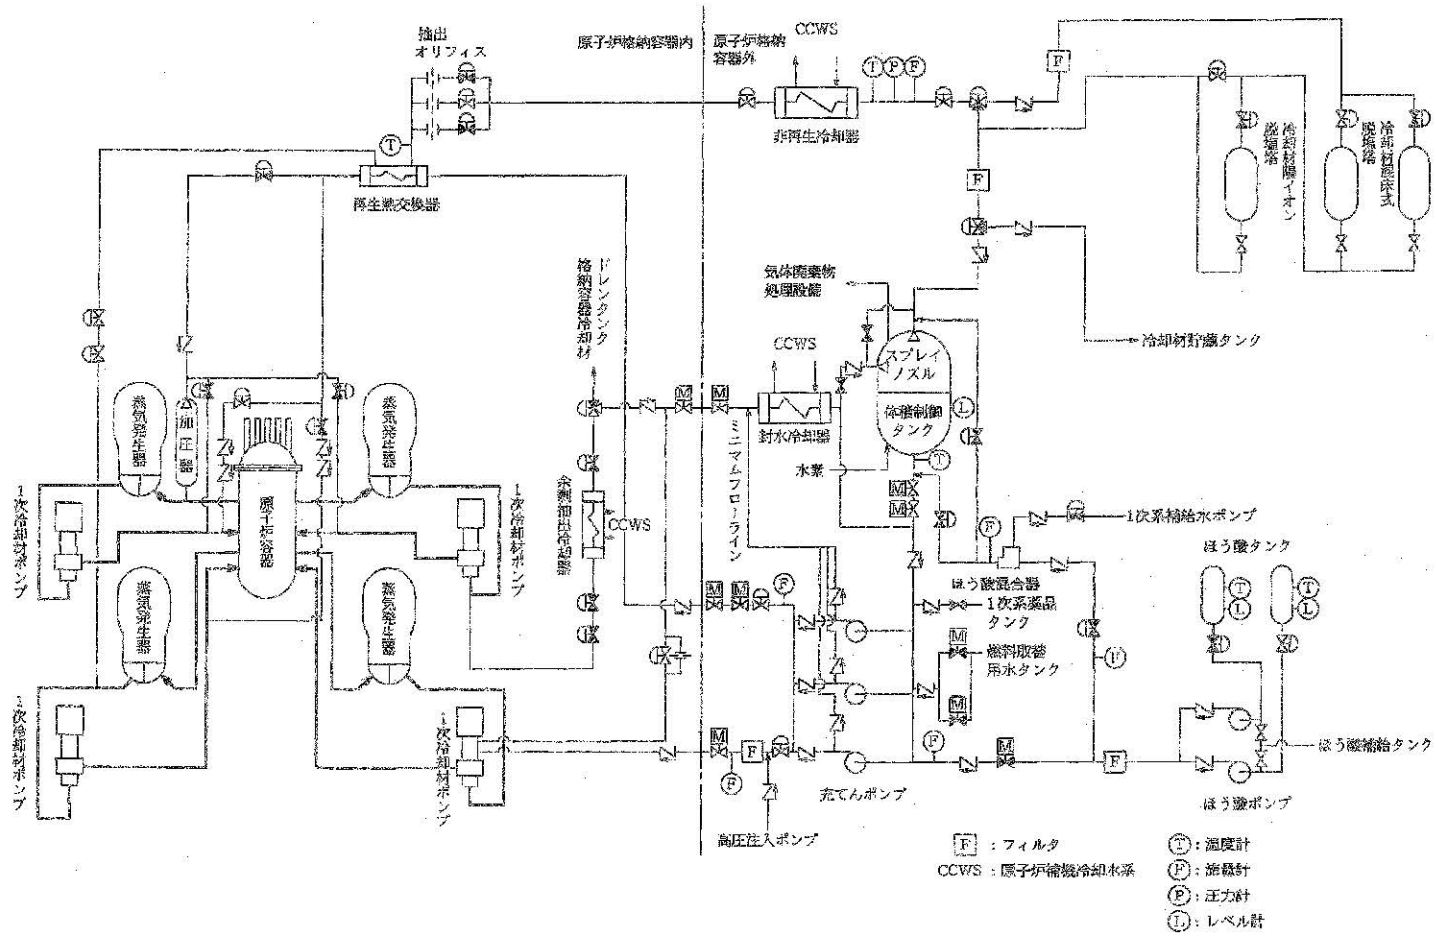 抽出
オリフィス
原子炉格納容器内
原子炉格納
容器外
CCWS
T
P
F
F
非再生冷却器
T
再生熱交換器
F
冷却材陽イオン
脱塩塔
冷却材混床式
脱塩塔
気体廃棄物
処理設備
冷却材貯蔵タンク
格納容器冷却材
ドレンタンク
CCWS
スプレイ
ノズル
体積制御
タンク
L
T
封水冷却器
水素
ミニマムフローライン
M
M
M
M
蒸気発生器
加圧器
蒸気発生器
原子炉容器
1次冷却材ポンプ
1次冷却材ポンプ
余剰抽出冷却器
CCWS
F
1次系補給水ポンプ
ほう酸混合器
ほう酸タンク
T
L
T
L
蒸気発生器
蒸気発生器
M
M
F
1次系薬品
タンク
M
燃料取替
用水タンク
M
F
1次冷却材ポンプ
1次冷却材ポンプ
M
F
F
F
M
F
充てんポンプ
高圧注入ポンプ
ほう酸補給タンク
ほう酸ポンプ
F : フィルタ
CCWS : 原子炉補機冷却水系
T : 温度計
F : 流量計
P : 圧力計
L : レベル計